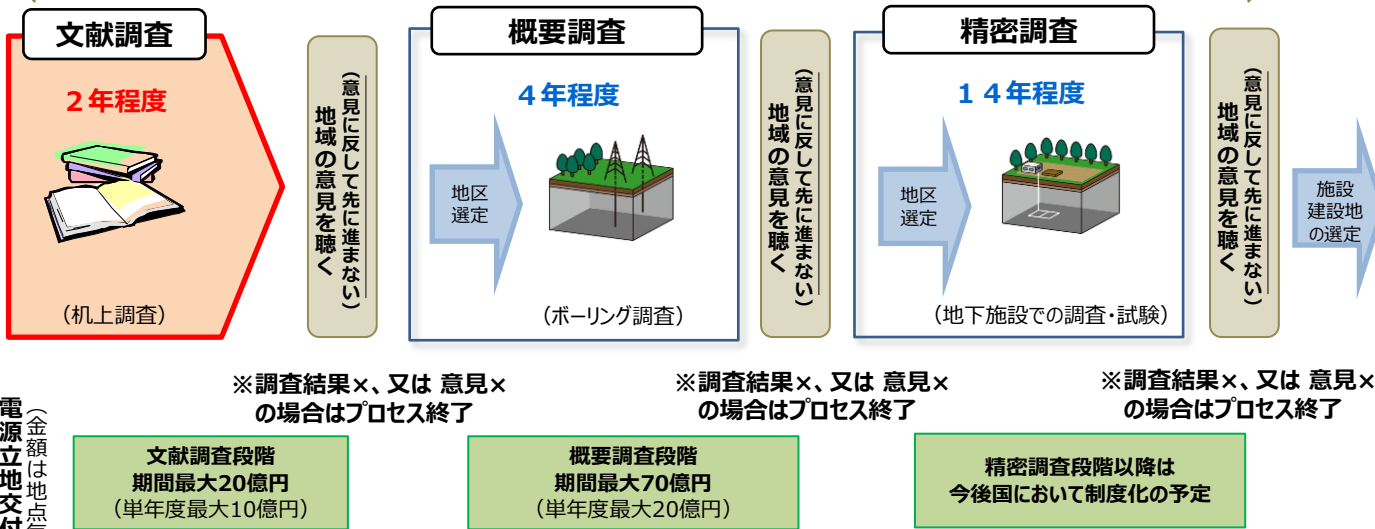 文献調査
2年程度
(机上調査)
地域の意見を聴く
(意見に反して先に進まない)
概要調査
4年程度
地区
選定
(ボーリング調査)
地域の意見を聴く
(意見に反して先に進まない)
精密調査
14年程度
地区
選定
(地下施設での調査・試験)
地域の意見を聴く
(意見に反して先に進まない)
施設
建設地
の選定
※調査結果×、又は 意見×
の場合はプロセス終了
※調査結果×、又は 意見×
の場合はプロセス終了
※調査結果×、又は 意見×
の場合はプロセス終了
電源立地交付
(金額は地点気
文献調査段階
期間最大20億円
(単年度最大10億円)
概要調査段階
期間最大70億円
(単年度最大20億円)
精密調査段階以降は
今後国において制度化の予定